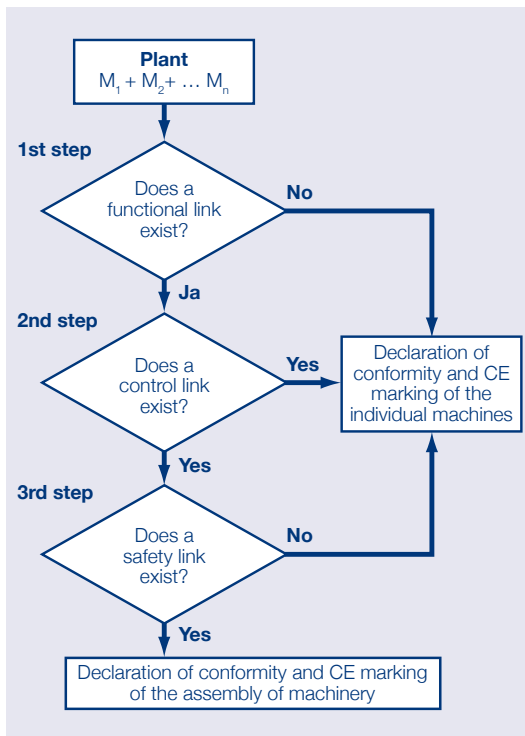 Plant
M1 + M2+ … Mn
1st step
Does a
functional link
exist?
No
Ja
2nd step
Does a
control link
exist?
Yes
Declaration of
conformity and CE
marking of the
individual machines
Yes
3rd step
Does a
safety link
exist?
No
Yes
Declaration of conformity and CE marking
of the assembly of machinery